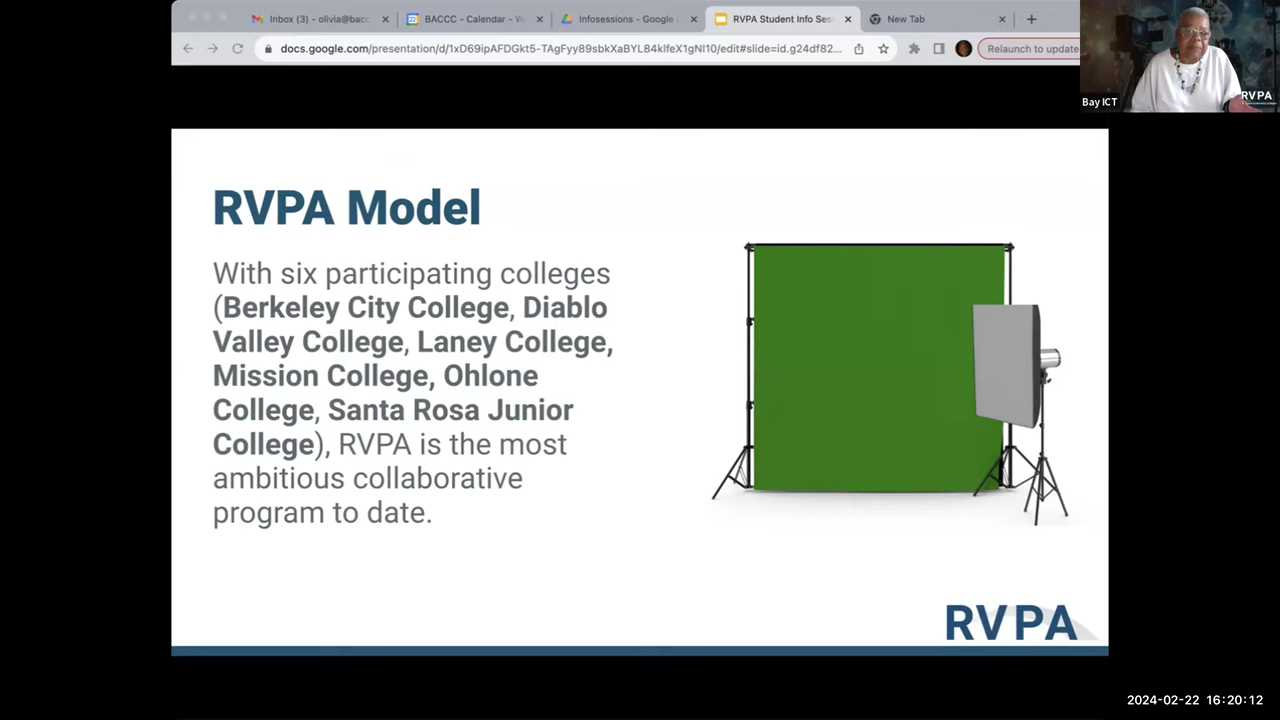 Inbox (3) - olivia@bacc
BACCC - Calendar - W
Infosessions - Google
RVPA Student Info Ses
New Tab
docs.google.com/presentation/d/1xD69ipAFDGkt5-TAgFyy89sbkXaBYL84klfeX1gNI10/edit#slide=id.g24df82...
Relaunch to update
Bay ICT
RVPA
RVPA Model
With six participating colleges
(Berkeley City College, Diablo
Valley College, Laney College,
Mission College, Ohlone
College, Santa Rosa Junior
College), RVPA is the most
ambitious collaborative
program to date.
RVPA
2024-02-22 16:20:12